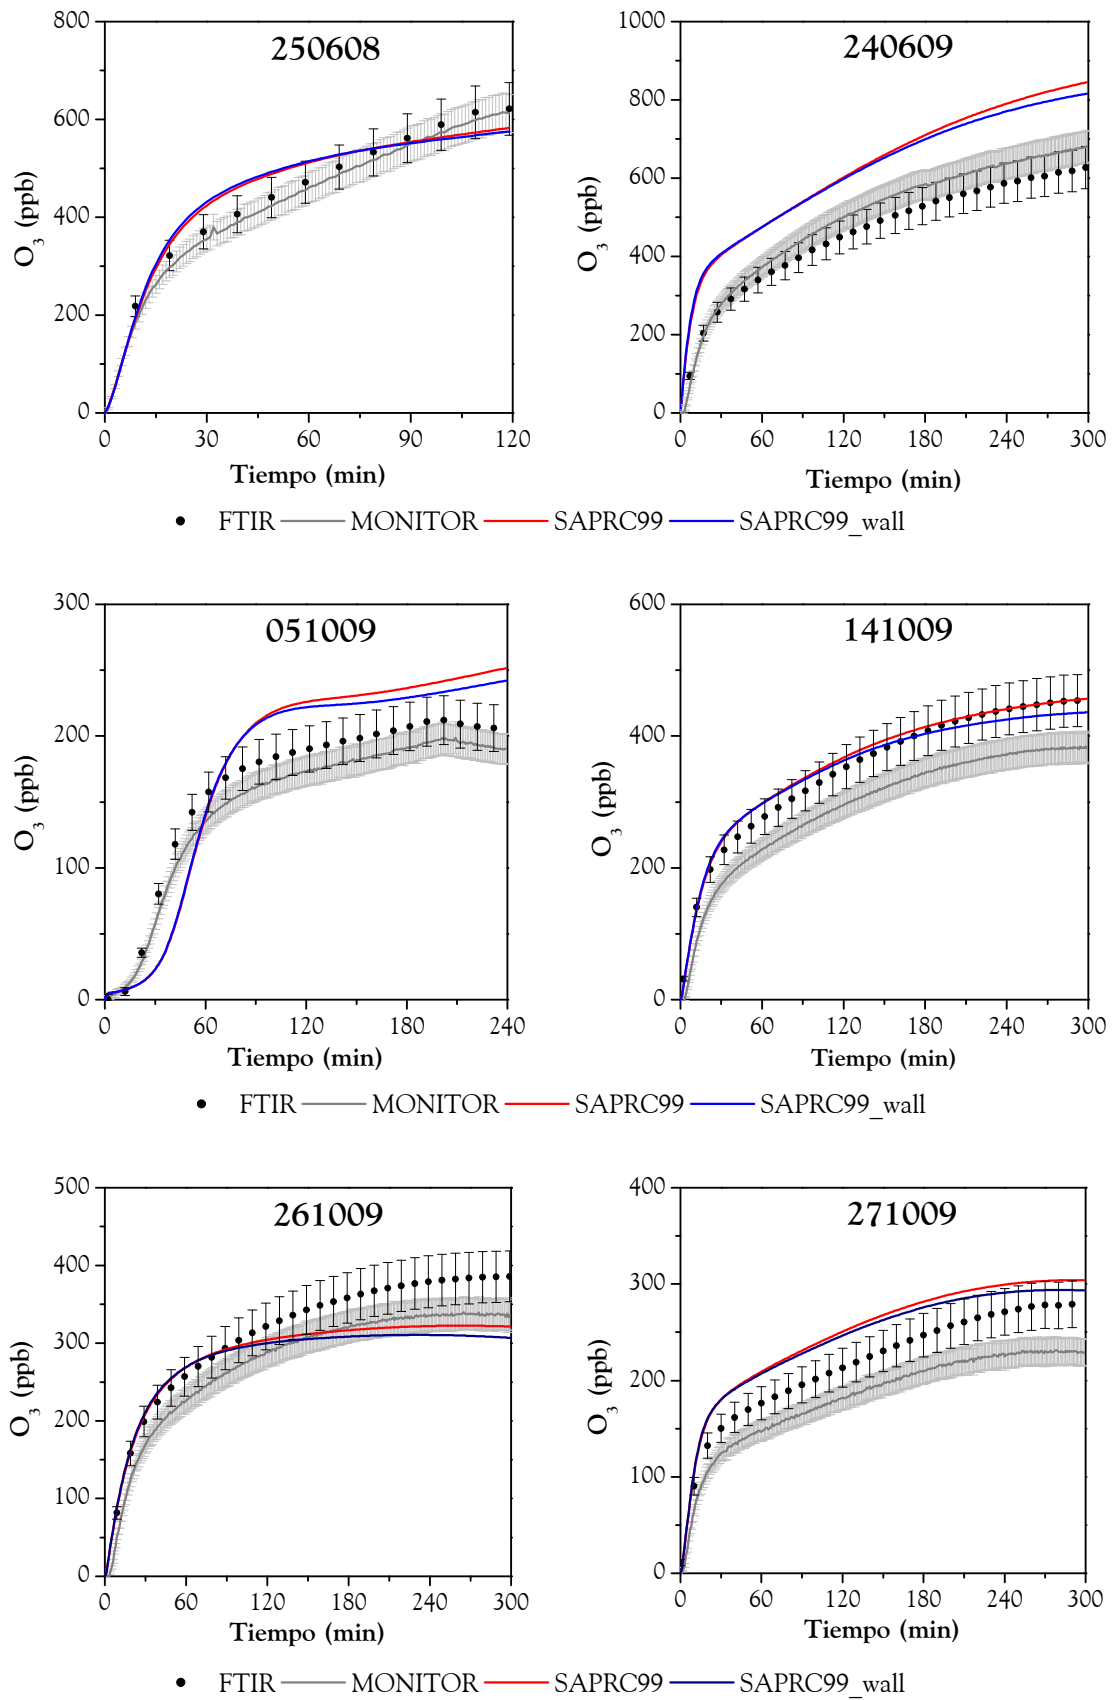 250608
O3 (ppb)
800
600
400
200
0
0 30 60 90 120
Tiempo (min)
240609
O3 (ppb)
1000
800
600
400
200
0
0 60 120 180 240 300
Tiempo (min)
FTIR MONITOR SAPRC99 SAPRC99_wall
051009
O3 (ppb)
300
200
100
0
0 60 120 180 240
Tiempo (min)
141009
O3 (ppb)
600
400
200
0
0 60 120 180 240 300
Tiempo (min)
FTIR MONITOR SAPRC99 SAPRC99_wall
261009
O3 (ppb)
500
400
300
200
100
0
0 60 120 180 240 300
Tiempo (min)
271009
O3 (ppb)
400
300
200
100
0
0 60 120 180 240 300
Tiempo (min)
FTIR MONITOR SAPRC99 SAPRC99_wall